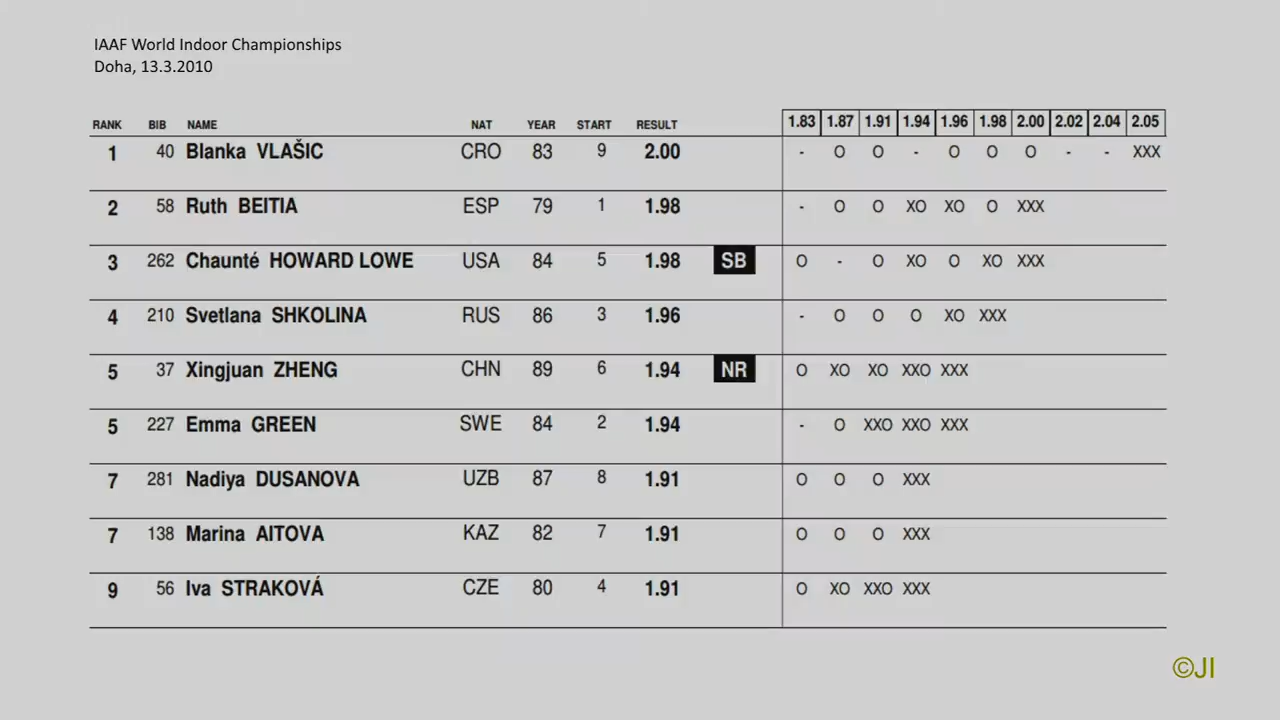 IAAF World Indoor Championships
Doha, 13.3.2010
RANK BIB NAME NAT YEAR START RESULT 1.83 1.87 1.91 1.94 1.96 1.98 2.00 2.02 2.04 2.05
1 40 Blanka VLAŠIC CRO 83 9 2.00 - O O - O O O - - XXX
2 58 Ruth BEITIA ESP 79 1 1.98 - O O XO XO O XXX
3 262 Chaunté HOWARD LOWE USA 84 5 1.98 SB O - O XO O XO XXX
4 210 Svetlana SHKOLINA RUS 86 3 1.96 - O O O XO XXX
5 37 Xingjuan ZHENG CHN 89 6 1.94 NR O XO XO XXO XXX
5 227 Emma GREEN SWE 84 2 1.94 - O XXO XXO XXX
7 281 Nadiya DUSANOVA UZB 87 8 1.91 O O O XXX
7 138 Marina AITOVA KAZ 82 7 1.91 O O O XXX
9 56 Iva STRAKOVÁ CZE 80 4 1.91 O XO XXO XXX
©JI